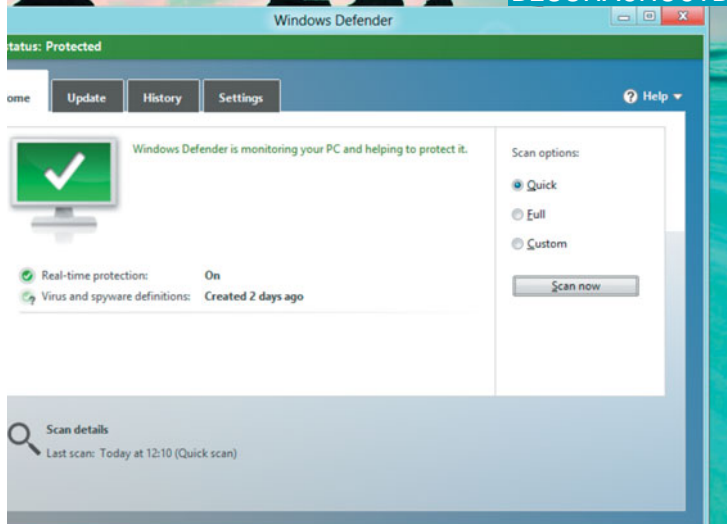 Windows Defender
status: Protected
ome Update History Settings Help
Windows Defender is monitoring your PC and helping to protect it.
Scan options:
Quick
Full
Custom
Scan now
Real-time protection: On
Virus and spyware definitions: Created 2 days ago
Scan details
Last scan: Today at 12:10 (Quick scan)